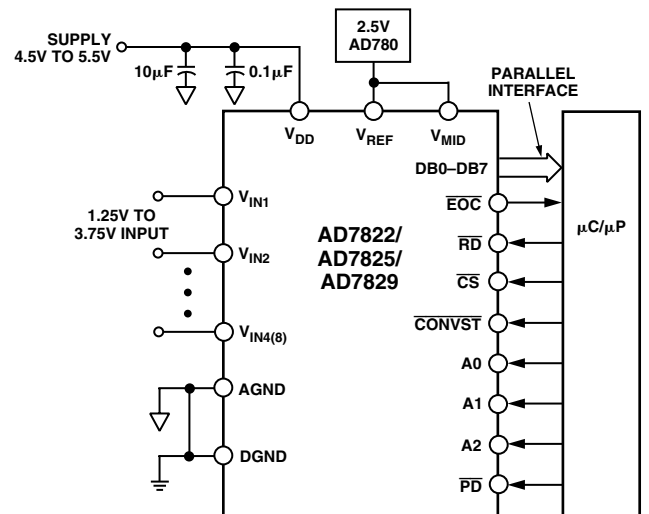 2.5V
AD780
SUPPLY
4.5V TO 5.5V
10μF
0.1μF
PARALLEL
INTERFACE
VDD
VREF
VMID
DB0–DB7
EOC
RD
CS
CONVST
A0
A1
A2
PD
μC/μP
VIN1
1.25V TO
3.75V INPUT
VIN2
VIN4(8)
AGND
DGND
AD7822/
AD7825/
AD7829